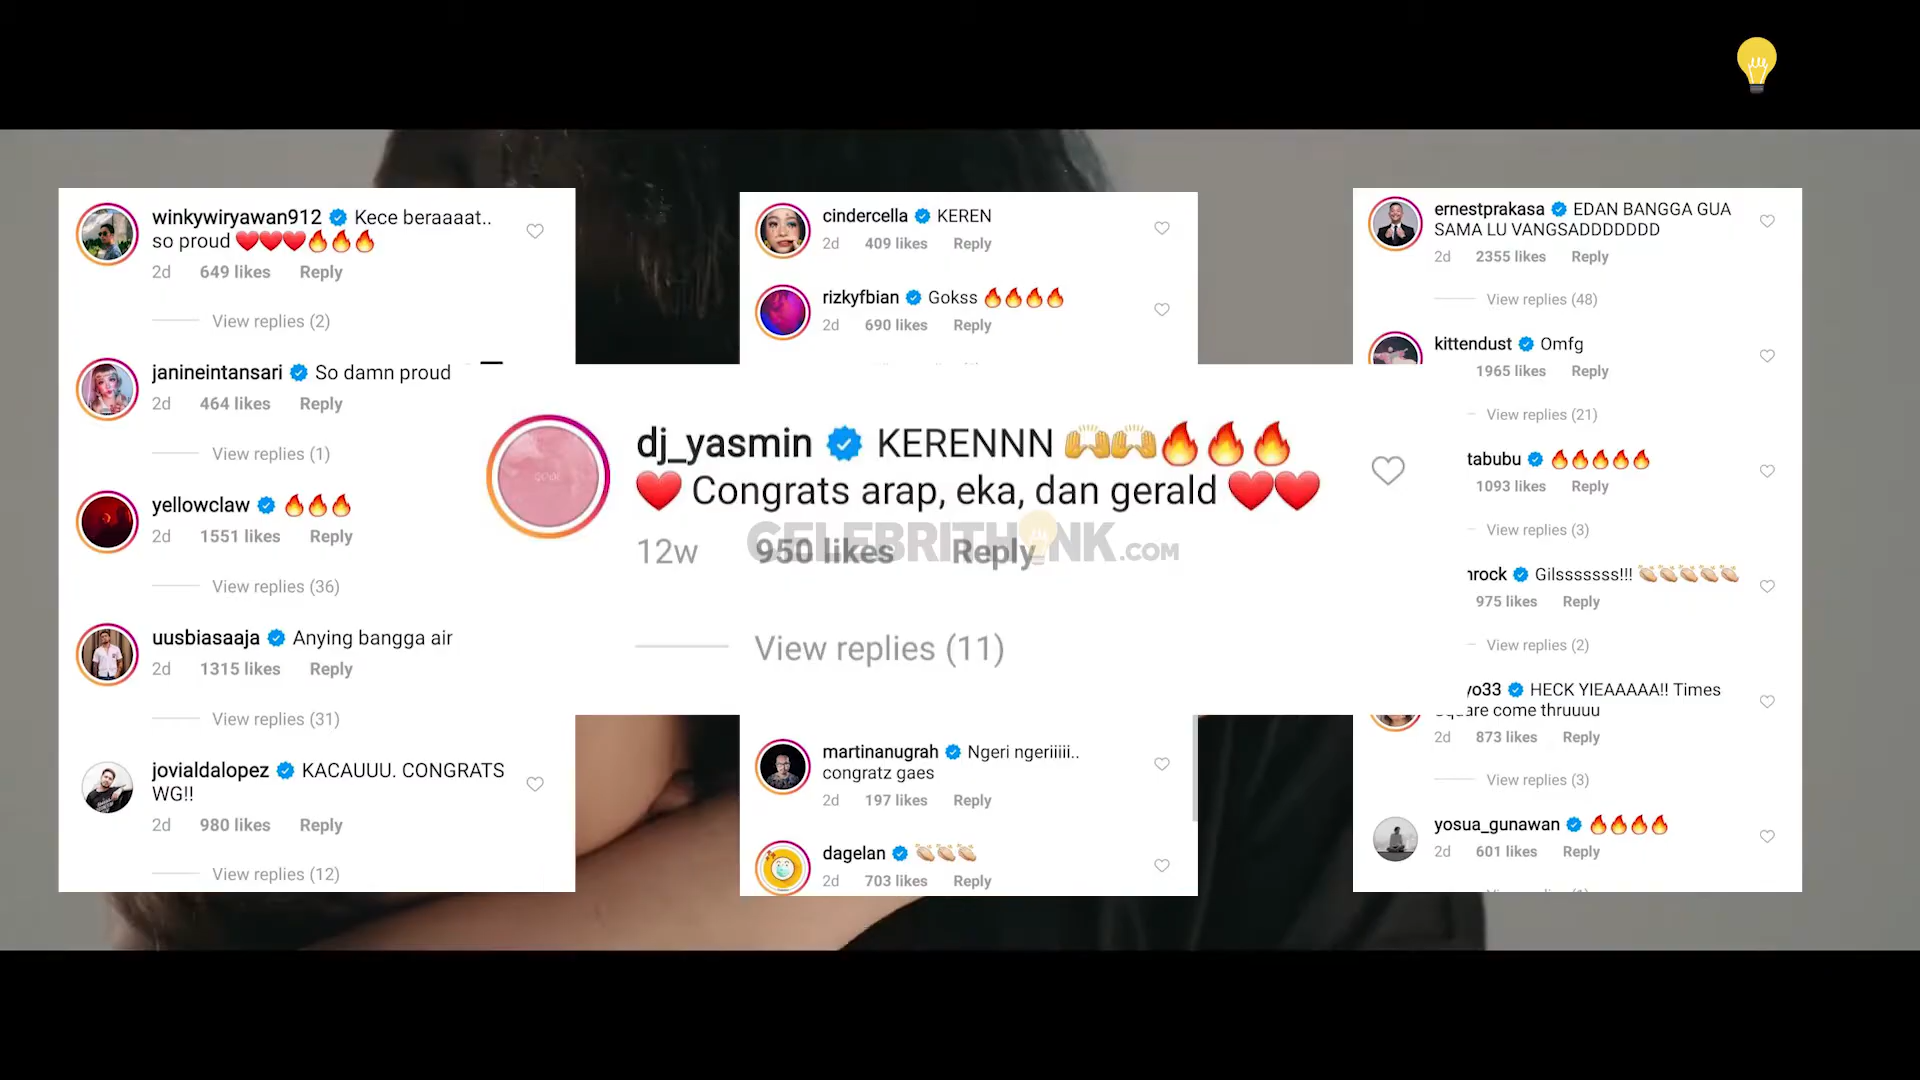 winkywiryawan912 Kece beraaaat..
so proud ❤️❤️❤️🔥🔥🔥
2d 649 likes Reply
View replies (2)
janineintansari So damn proud
2d 464 likes Reply
View replies (1)
yellowclaw 🔥🔥🔥
2d 1551 likes Reply
View replies (36)
uusbiasaaja Anying bangga air
2d 1315 likes Reply
View replies (31)
jovialdalopez KACAUUU. CONGRATS
WG!!
2d 980 likes Reply
View replies (12)
cindercella KEREN
2d 409 likes Reply
rizkyfbian Gokss 🔥🔥🔥🔥
2d 690 likes Reply
dj_yasmin KERENNN 🙌🙌🔥🔥🔥
❤️ Congrats arap, eka, dan gerald ❤️❤️
12w 950 likes Reply
CELEBRITHINK.COM
View replies (11)
martinanugrah Ngeri ngeriiiii..
congratz gaes
2d 197 likes Reply
dagelan 👏🏻👏🏻👏🏻
2d 703 likes Reply
ernestprakasa EDAN BANGGA GUA
SAMA LU VANGSADDDDDDD
2d 2355 likes Reply
View replies (48)
kittendust Omfg
1965 likes Reply
View replies (21)
tabubu 🔥🔥🔥🔥🔥
1093 likes Reply
View replies (3)
rock Gilsssssss!!! 👏🏻👏🏻👏🏻👏🏻👏🏻
975 likes Reply
View replies (2)
yo33 HECK YIEAAAAA!! Times
Square come thruuuu
2d 873 likes Reply
View replies (3)
yosua_gunawan 🔥🔥🔥🔥
2d 601 likes Reply